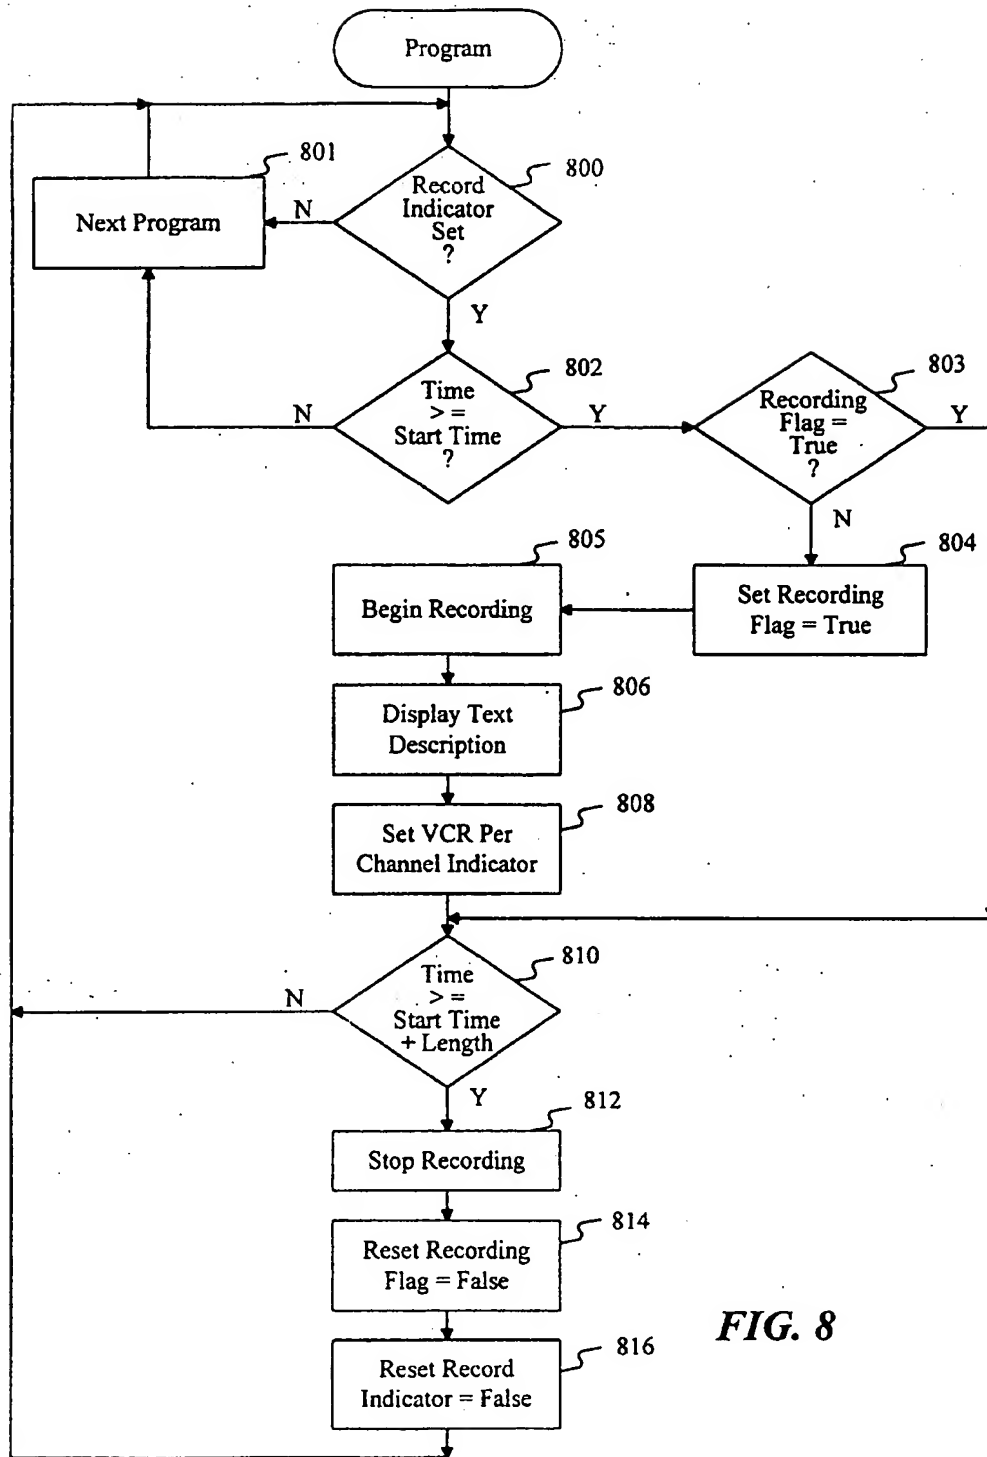 Program
801
800
Next Program
N
Record
Indicator
Set
?
Y
802
803
N
Time
> =
Start Time
?
Y
Recording
Flag =
True
?
Y
N
805
804
Begin Recording
Set Recording
Flag = True
806
Display Text
Description
808
Set VCR Per
Channel Indicator
810
N
Time
> =
Start Time
+ Length
Y
812
Stop Recording
814
Reset Recording
Flag = False
FIG. 8
816
Reset Record
Indicator = False